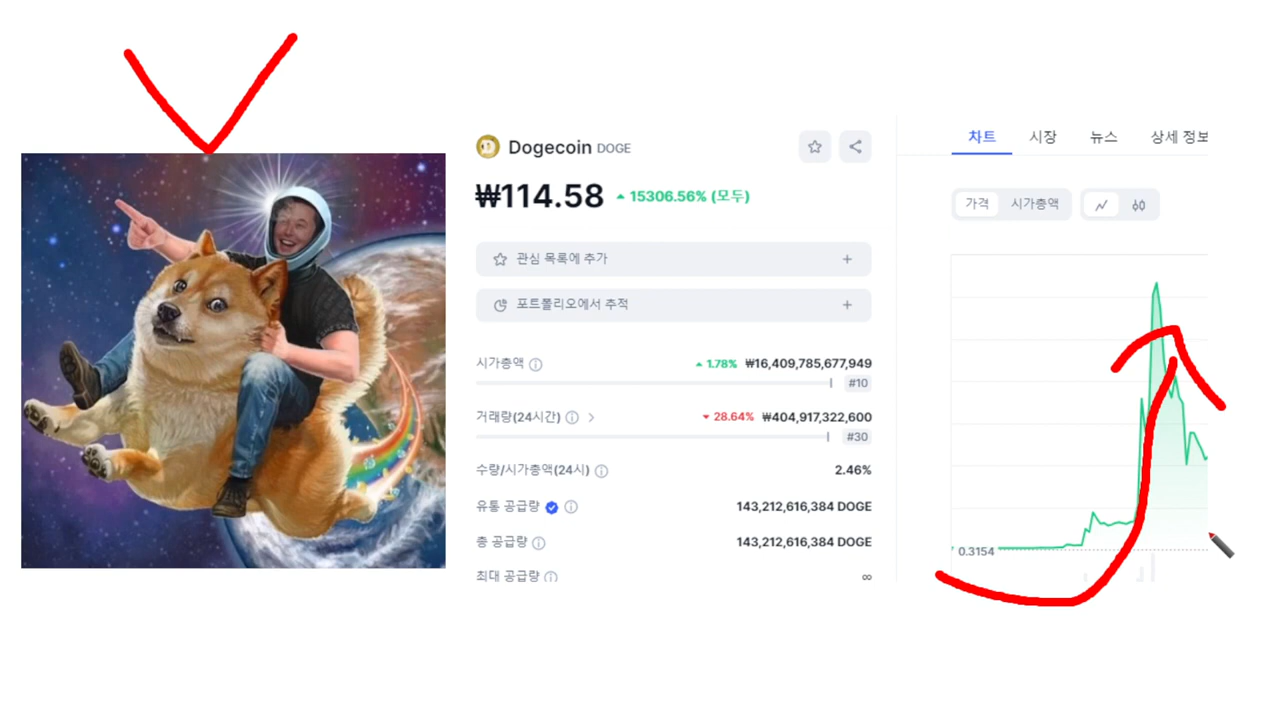 Dogecoin DOGE
₩114.58 15306.56% (모두)
관심 목록에 추가
포트폴리오에서 추적
시가총액 1.78% ₩16,409,785,677,949
#10
거래량(24시간) 28.64% ₩404,917,322,600
#30
수량/시가총액(24시) 2.46%
유통 공급량 143,212,616,384 DOGE
총 공급량 143,212,616,384 DOGE
최대 공급량 ∞
차트 시장 뉴스 상세 정보
가격 시가총액
0.3154